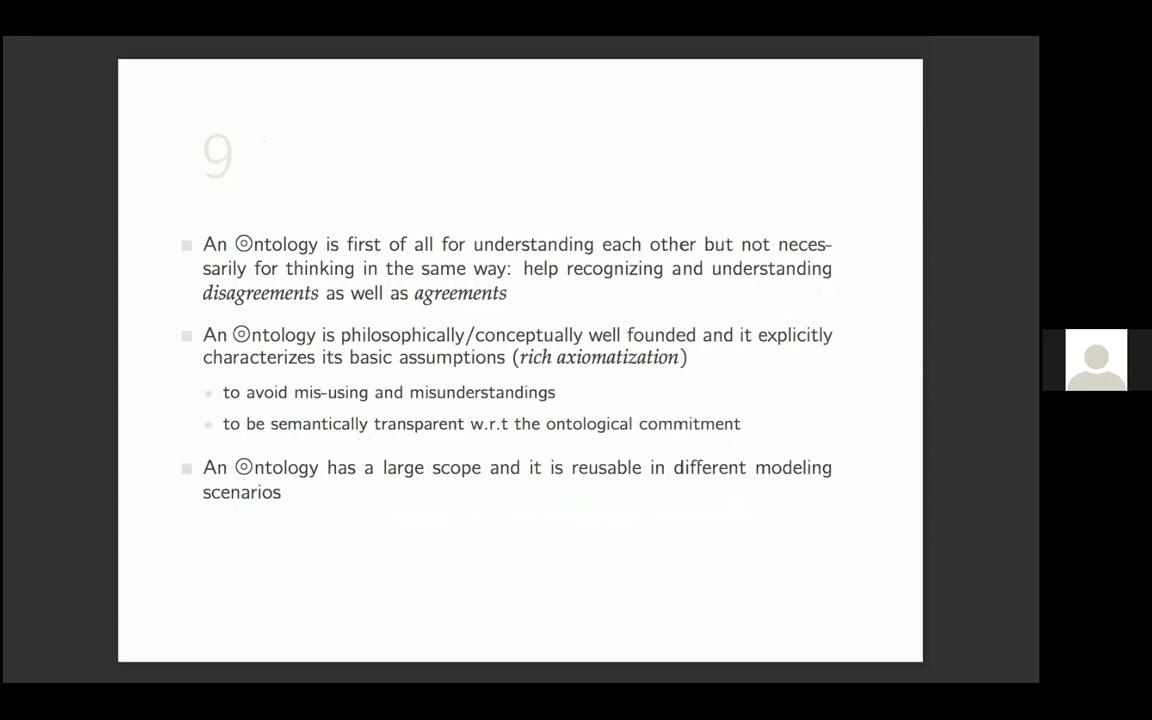 9
An ⊚ntology is first of all for understanding each other but not neces-
sarily for thinking in the same way: help recognizing and understanding
disagreements as well as agreements
An ⊚ntology is philosophically/conceptually well founded and it explicitly
characterizes its basic assumptions (rich axiomatization)
to avoid mis-using and misunderstandings
to be semantically transparent w.r.t the ontological commitment
An ⊚ntology has a large scope and it is reusable in different modeling
scenarios